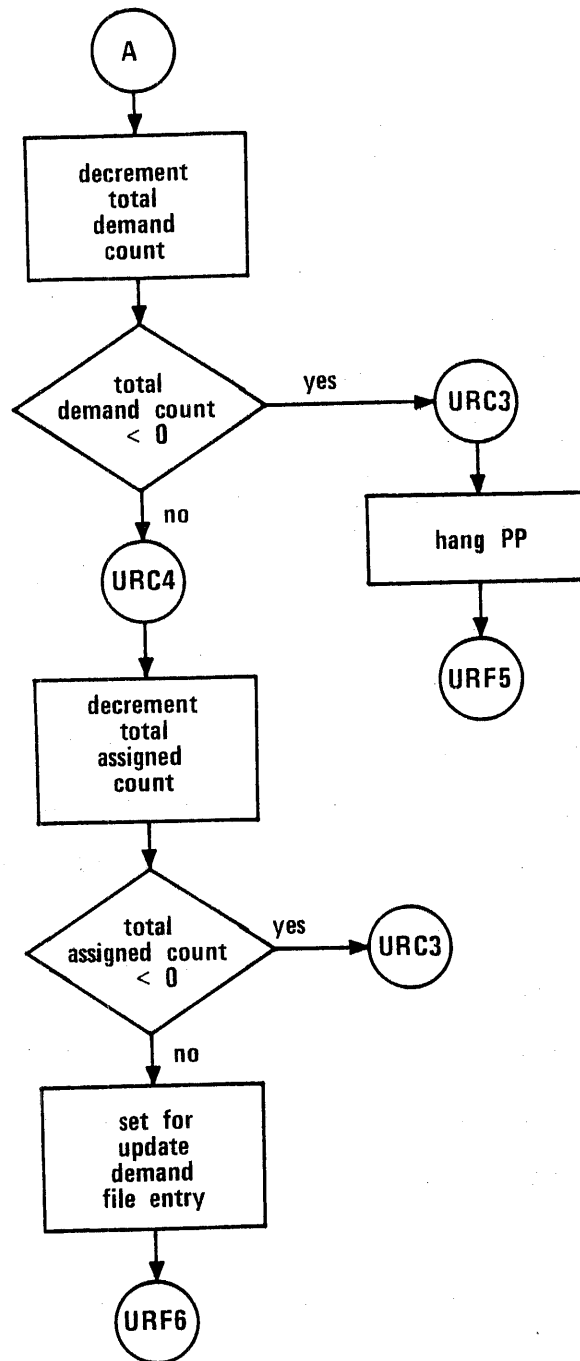 A
decrement
total
demand
count
total
demand count
< 0
yes
URC3
no
hang PP
URC4
URF5
decrement
total
assigned
count
total
assigned count
< 0
yes
URC3
no
set for
update
demand
file entry
URF6